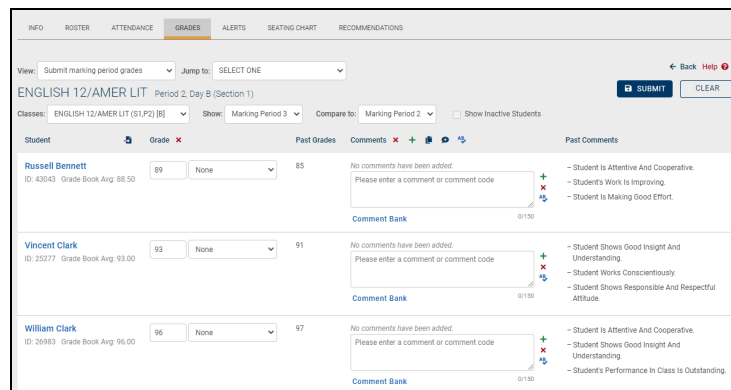 INFO ROSTER ATTENDANCE GRADES ALERTS SEATING CHART RECOMMENDATIONS
View: Submit marking period grades Jump to: SELECT ONE ← Back Help ?
ENGLISH 12/AMER LIT Period 2, Day B (Section 1) SUBMIT CLEAR
Classes: ENGLISH 12/AMER LIT (S1,P2) [B] Show: Marking Period 3 Compare to: Marking Period 2 Show Inactive Students
Student Grade × Past Grades Comments × + Past Comments
Russell Bennett
ID: 43043 Grade Book Avg: 88.50
89 None
85
No comments have been added.
Please enter a comment or comment code
Comment Bank 0/150
– Student Is Attentive And Cooperative.
– Student's Work Is Improving.
– Student Is Making Good Effort.
Vincent Clark
ID: 25277 Grade Book Avg: 93.00
93 None
91
No comments have been added.
Please enter a comment or comment code
Comment Bank 0/150
– Student Shows Good Insight And
Understanding.
– Student Works Conscientiously.
– Student Shows Responsible And Respectful
Attitude.
William Clark
ID: 26983 Grade Book Avg: 96.00
96 None
97
No comments have been added.
Please enter a comment or comment code
Comment Bank 0/150
– Student Is Attentive And Cooperative.
– Student Shows Good Insight And
Understanding.
– Student's Performance In Class Is Outstanding.